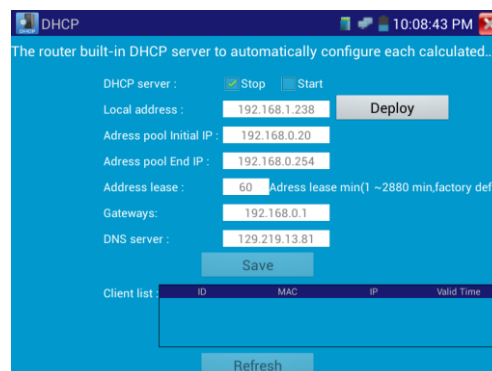 DHCP
DHCP 10:08:43 PM
The router built-in DHCP server to automatically configure each calculated..
DHCP server : Stop Start
Local address : 192.168.1.238 Deploy
Adress pool Initial IP : 192.168.0.20
Adress pool End IP : 192.168.0.254
Address lease : 60 Adress lease min(1 ~2880 min,factory def
Gateways: 192.168.0.1
DNS server : 129.219.13.81
Save
Client list : ID MAC IP Valid Time
Refresh